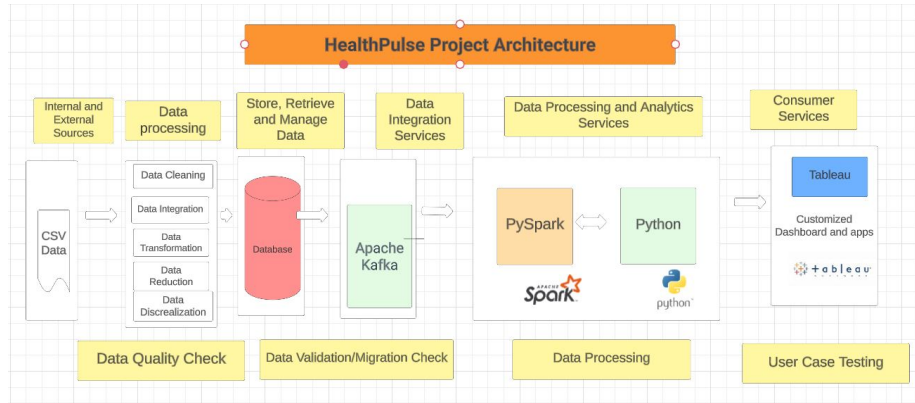 HealthPulse Project Architecture
Internal and
External
Sources
Data
processing
Store, Retrieve
and Manage
Data
Data
Integration
Services
Data Processing and Analytics
Services
Consumer
Services
CSV
Data
Data Cleaning
Data Integration
Data
Transformation
Data
Reduction
Data
Discrealization
Database
Apache
Kafka
PySpark
Python
APACHE
Spark
python
Tableau
Customized
Dashboard and apps
+ableau
Data Quality Check
Data Validation/Migration Check
Data Processing
User Case Testing